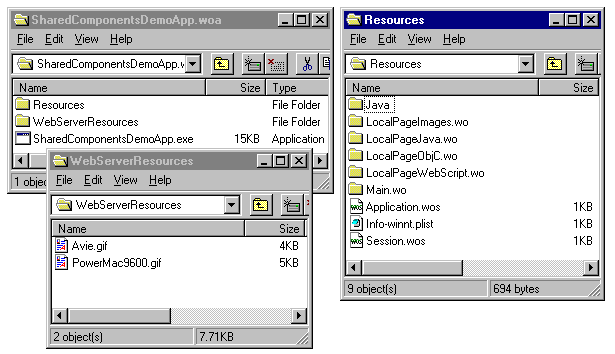 SharedComponentsDemoApp.woa
File Edit View Help
SharedComponentsDemoApp.w
Name Size Type
Resources File Folder
WebServerResources File Folder
SharedComponentsDemoApp.exe 15KB Application
1 object
WebServerResources
File Edit View Help
WebServerResources
Name Size
Avie.gif 4KB
PowerMac9600.gif 5KB
2 object(s) 7.71KB
Resources
File Edit View Help
Resources
Name Size
Java
LocalPageImages.wo
LocalPageJava.wo
LocalPageObjC.wo
LocalPageWebScript.wo
Main.wo
Application.wos 1KB
Info-winnt.plist 1KB
Session.wos 1KB
9 object(s) 694 bytes